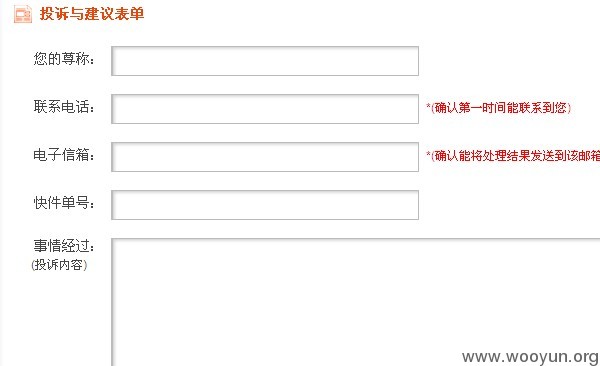 投诉与建议表单
您的尊称：
联系电话： *(确认第一时间能联系到您)
电子信箱： *(确认能将处理结果发送到该邮箱
快件单号：
事情经过：
(投诉内容)
www.wooyun.org